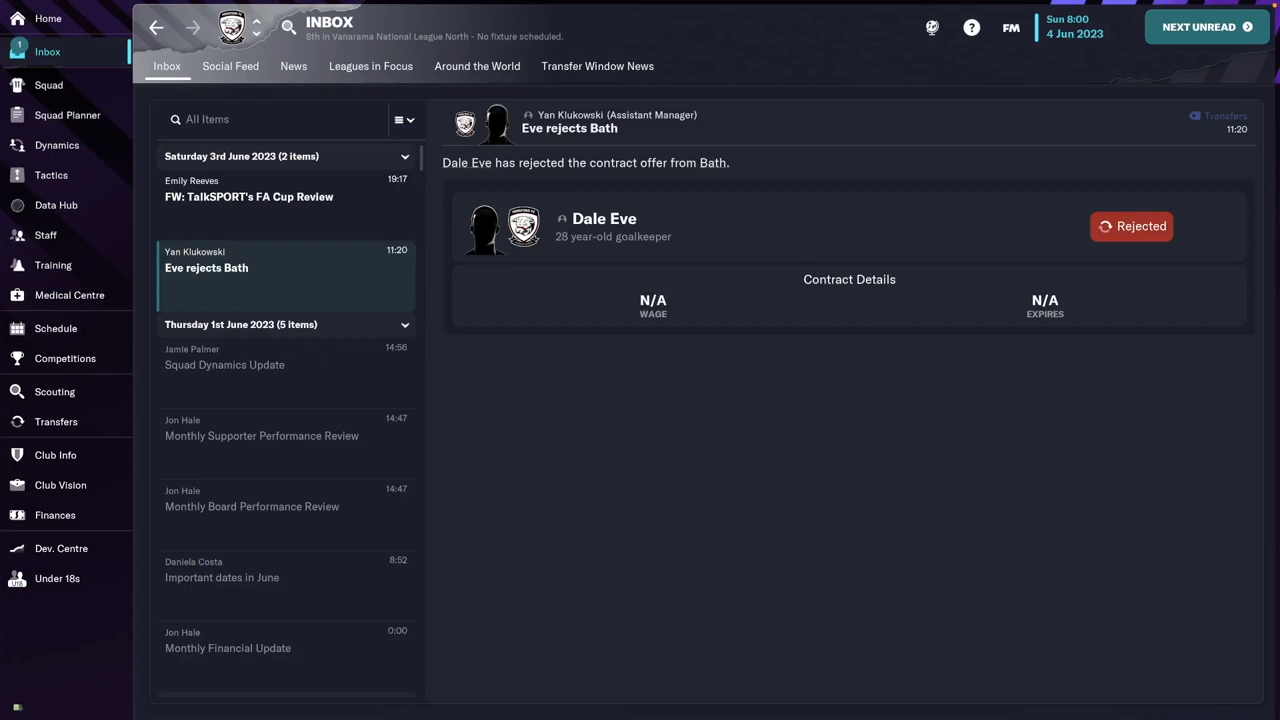 Home
INBOX
8th in Vanarama National League North - No fixture scheduled.
FM
Sun 8:00
4 Jun 2023
NEXT UNREAD
1
Inbox
Squad
Squad Planner
Dynamics
Tactics
Data Hub
Staff
Training
Medical Centre
Schedule
Competitions
Scouting
Transfers
Club Info
Club Vision
Finances
Dev. Centre
U18
Under 18s
Inbox Social Feed News Leagues in Focus Around the World Transfer Window News
All Items
Saturday 3rd June 2023 (2 items)
Emily Reeves 19:17
FW: TalkSPORT's FA Cup Review
Yan Klukowski 11:20
Eve rejects Bath
Thursday 1st June 2023 (5 items)
Jamie Palmer 14:56
Squad Dynamics Update
Jon Hale 14:47
Monthly Supporter Performance Review
Jon Hale 14:47
Monthly Board Performance Review
Daniela Costa 8:52
Important dates in June
Jon Hale 0:00
Monthly Financial Update
Yan Klukowski (Assistant Manager)
Eve rejects Bath
Transfers
11:20
Dale Eve has rejected the contract offer from Bath.
Dale Eve
28 year-old goalkeeper
Rejected
Contract Details
N/A N/A
WAGE EXPIRES